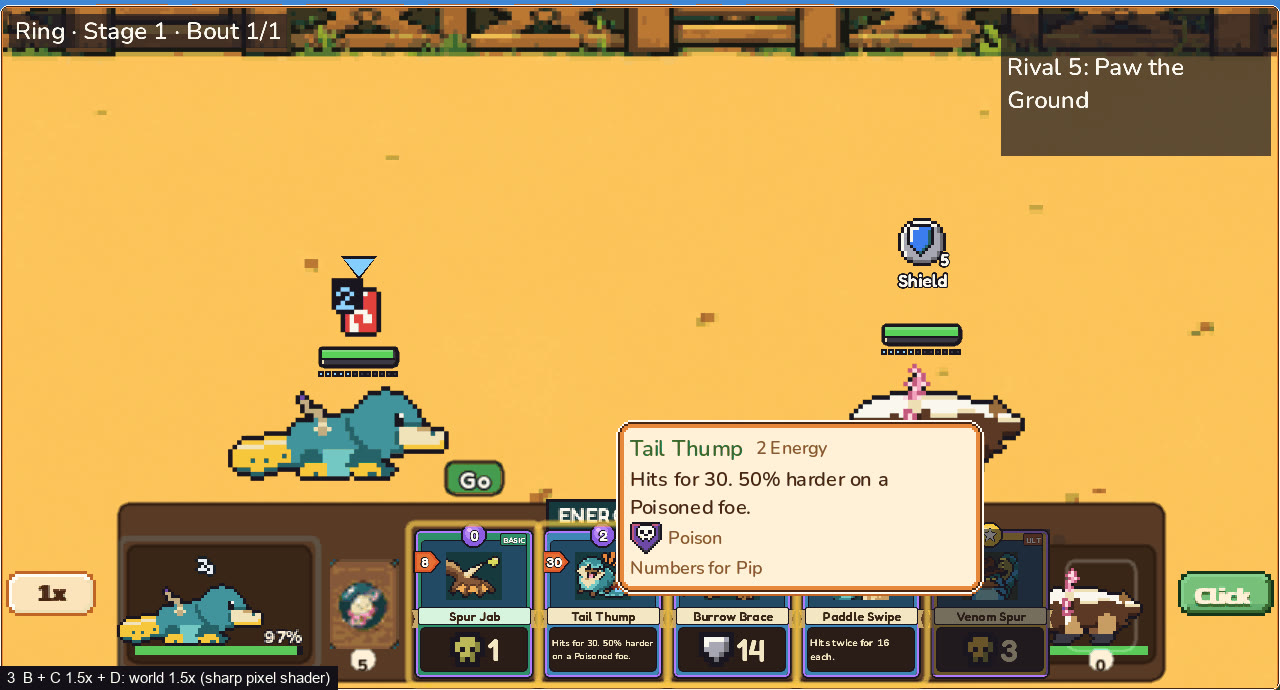 Ring · Stage 1 · Bout 1/1
Rival 5: Paw the
Ground
5
Shield
2
Go
Tail Thump 2 Energy
Hits for 30. 50% harder on a
Poisoned foe.
Poison
Numbers for Pip
ENER
0
BASIC
8
Spur Jab
1
2
30
Tail Thump
Hits for 30. 50% harder
on a Poisoned foe.
Burrow Brace
14
Paddle Swipe
Hits twice for 16
each.
ULT
Venom Spur
3
1x
97%
5
0
Click
3 B + C 1.5x + D: world 1.5x (sharp pixel shader)